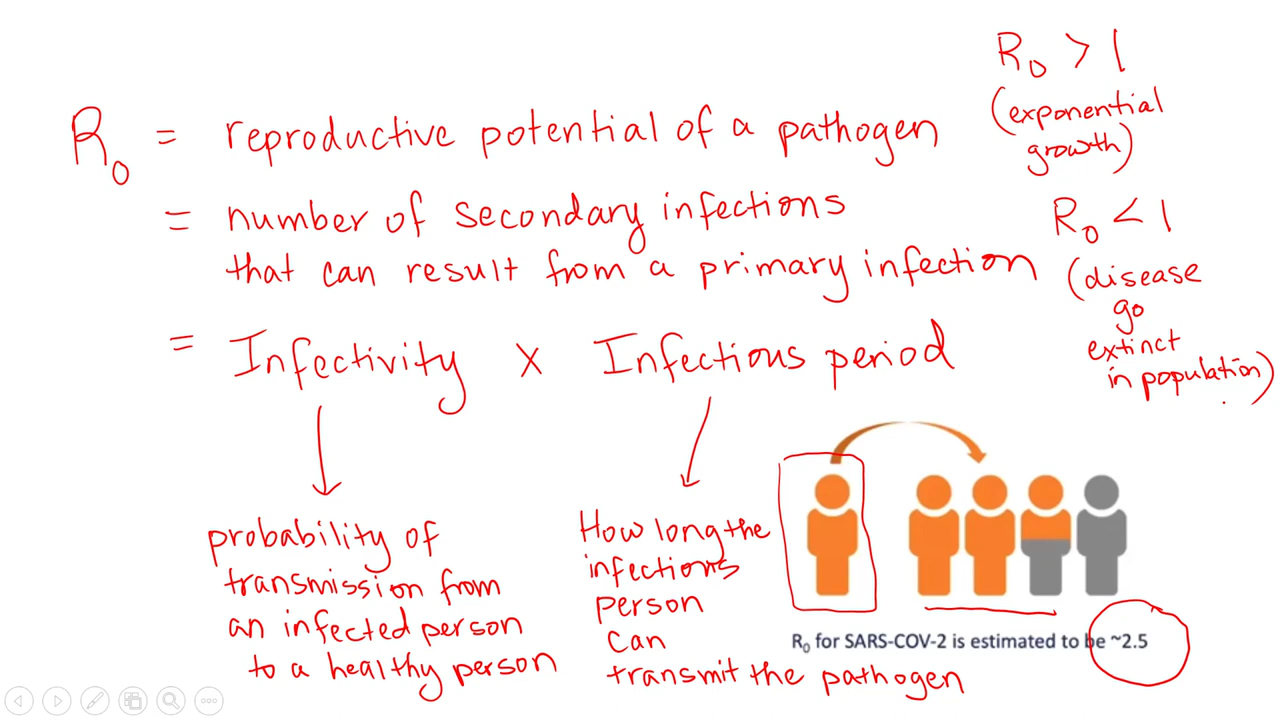 R₀ = reproductive potential of a pathogen
= number of secondary infections
that can result from a primary infection
= Infectivity x Infectious period
probability of
transmission from
an infected person
to a healthy person
How long the
infections
person
can
transmit the pathogen
R₀ > 1
(exponential
growth)
R₀ < 1
(disease
go
extinct
in population)
R₀ for SARS-COV-2 is estimated to be ~2.5